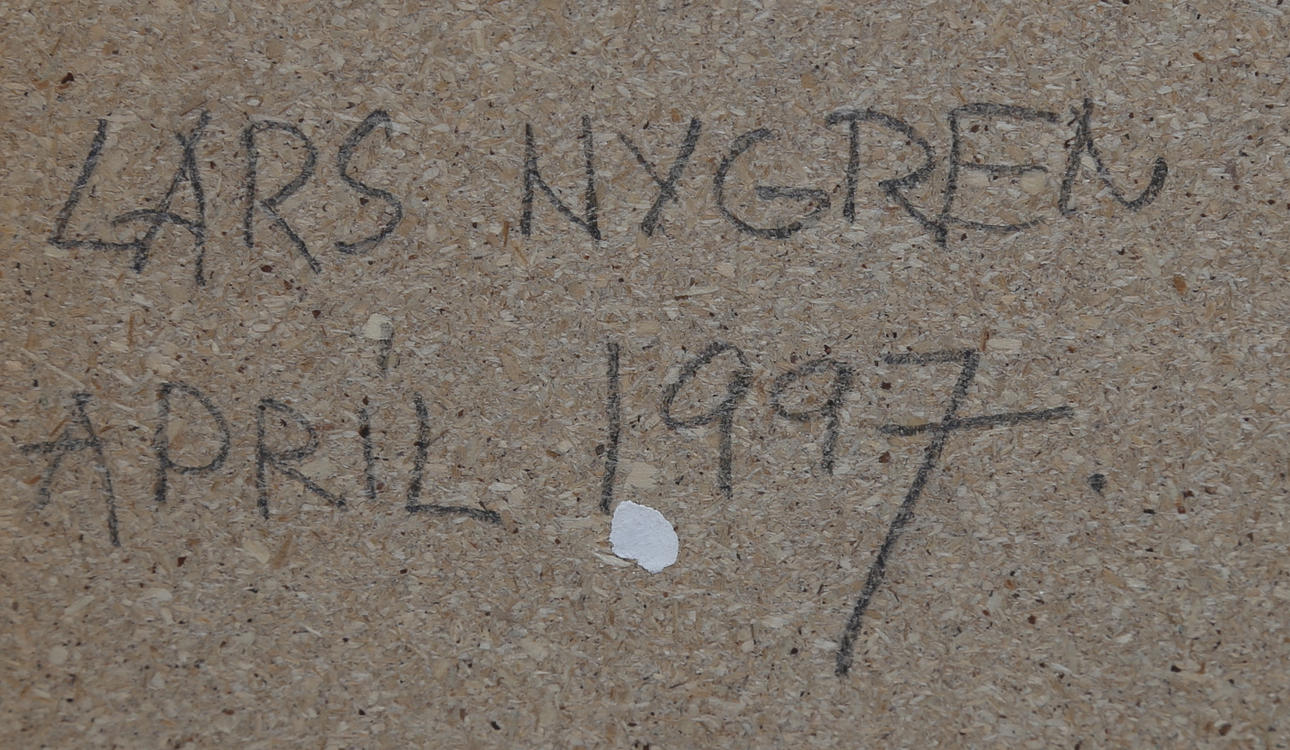 LARS NYGREN
APRIL 1997.